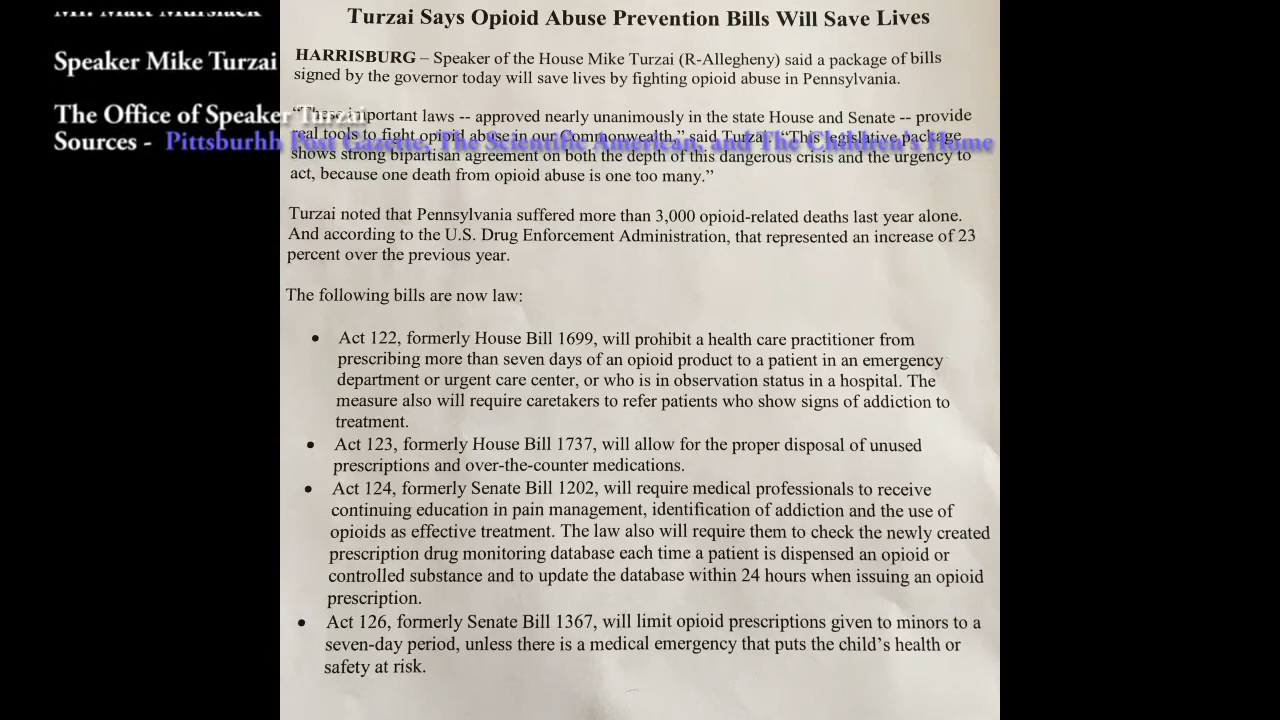 Speaker Mike Turzai
The Office of Speaker Turzai
Sources - Pittsburhh Post Gazette, The Scientific American, and The Children's Home
Turzai Says Opioid Abuse Prevention Bills Will Save Lives
HARRISBURG – Speaker of the House Mike Turzai (R-Allegheny) said a package of bills
signed by the governor today will save lives by fighting opioid abuse in Pennsylvania.
“These important laws -- approved nearly unanimously in the state House and Senate -- provide
real tools to fight opioid abuse in our Commonwealth,” said Turzai. “This legislative package
shows strong bipartisan agreement on both the depth of this dangerous crisis and the urgency to
act, because one death from opioid abuse is one too many.”
Turzai noted that Pennsylvania suffered more than 3,000 opioid-related deaths last year alone.
And according to the U.S. Drug Enforcement Administration, that represented an increase of 23
percent over the previous year.
The following bills are now law:
• Act 122, formerly House Bill 1699, will prohibit a health care practitioner from
prescribing more than seven days of an opioid product to a patient in an emergency
department or urgent care center, or who is in observation status in a hospital. The
measure also will require caretakers to refer patients who show signs of addiction to
treatment.
• Act 123, formerly House Bill 1737, will allow for the proper disposal of unused
prescriptions and over-the-counter medications.
• Act 124, formerly Senate Bill 1202, will require medical professionals to receive
continuing education in pain management, identification of addiction and the use of
opioids as effective treatment. The law also will require them to check the newly created
prescription drug monitoring database each time a patient is dispensed an opioid or
controlled substance and to update the database within 24 hours when issuing an opioid
prescription.
• Act 126, formerly Senate Bill 1367, will limit opioid prescriptions given to minors to a
seven-day period, unless there is a medical emergency that puts the child’s health or
safety at risk.